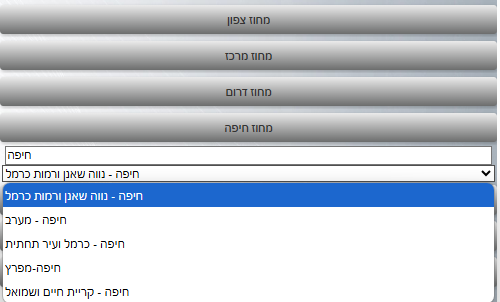 מחוז צפון
מחוז מרכז
מחוז דרום
מחוז חיפה
חיפה
חיפה - נווה שאנן ורמות כרמל
חיפה - נווה שאנן ורמות כרמל
חיפה - מערב
חיפה - כרמל ועיר תחתית
חיפה-מפרץ
חיפה - קריית חיים ושמואל